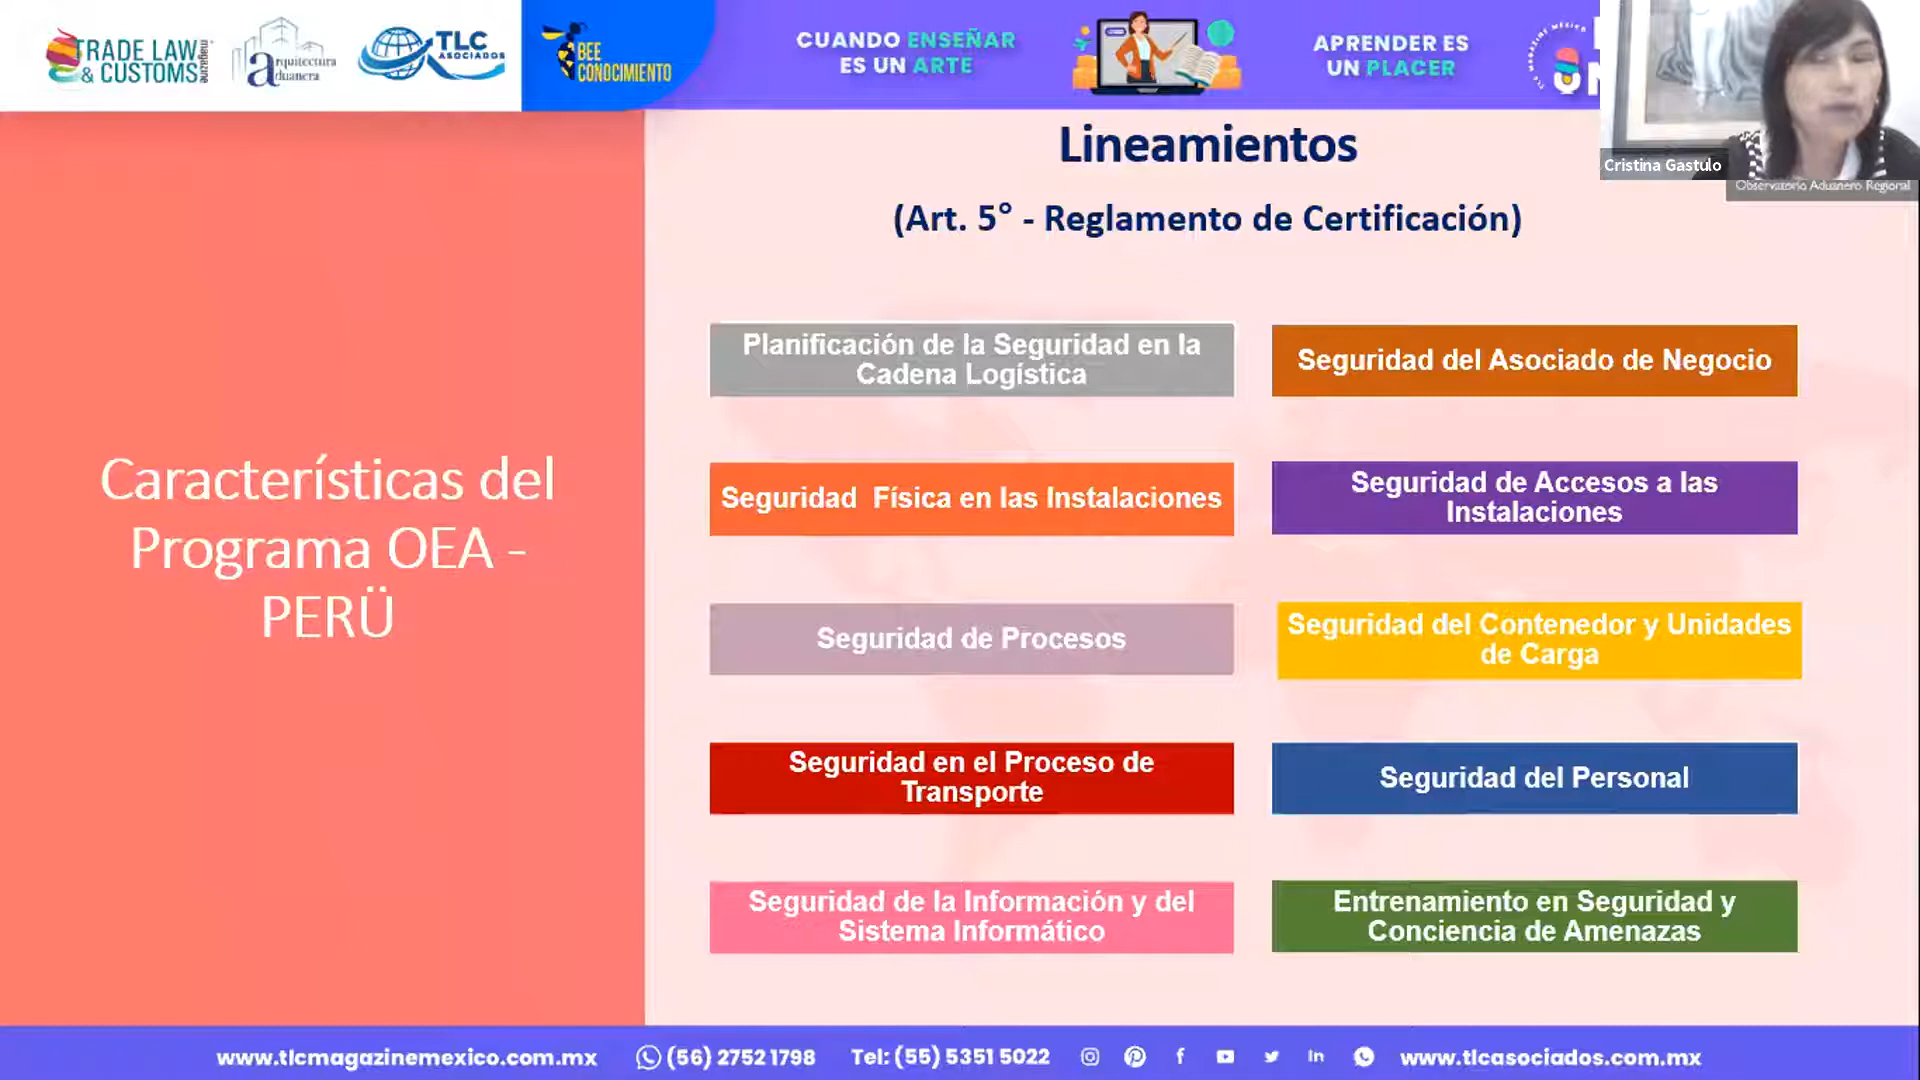 TRADE LAW
& CUSTOMS
magazine
Arquitectura
Aduanera
TLC
ASOCIADOS
BEE
CONOCIMIENTO
CUANDO ENSEÑAR
ES UN ARTE
APRENDER ES
UN PLACER
TLC MAGAZINE MÉXICO
Cristina Gastulo
Observatorio Aduanero Regional
Lineamientos
(Art. 5° - Reglamento de Certificación)
Características del
Programa OEA -
PERÜ
Planificación de la Seguridad en la
Cadena Logística
Seguridad del Asociado de Negocio
Seguridad Física en las Instalaciones
Seguridad de Accesos a las
Instalaciones
Seguridad de Procesos
Seguridad del Contenedor y Unidades
de Carga
Seguridad en el Proceso de
Transporte
Seguridad del Personal
Seguridad de la Información y del
Sistema Informático
Entrenamiento en Seguridad y
Conciencia de Amenazas
www.tlcmagazinemexico.com.mx
(56) 2752 1798
Tel: (55) 5351 5022
www.tlcasociados.com.mx